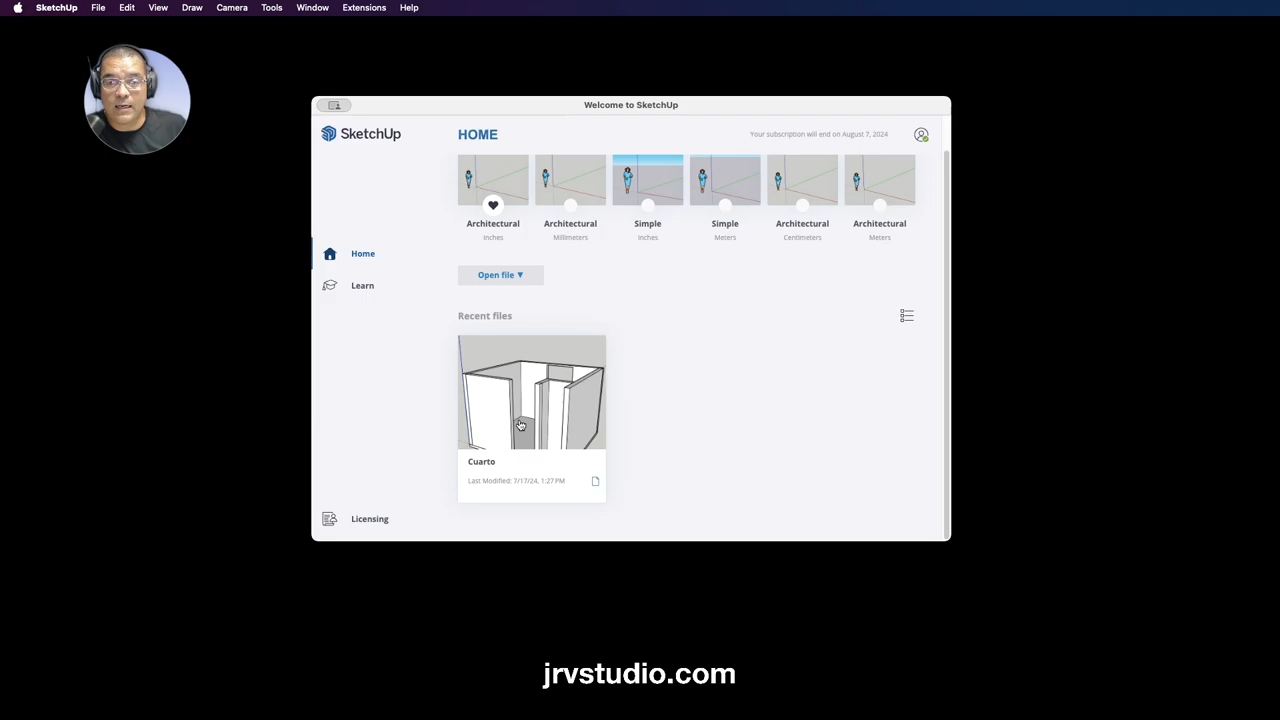 SketchUp File Edit View Draw Camera Tools Window Extensions Help
Welcome to SketchUp
SketchUp
HOME
Your subscription will end on August 7, 2024
Architectural
Inches
Architectural
Millimeters
Simple
Inches
Simple
Meters
Architectural
Centimeters
Architectural
Meters
Home
Learn
Open file ▼
Recent files
Cuarto
Last Modified: 7/17/24, 1:27 PM
Licensing
jrvstudio.com